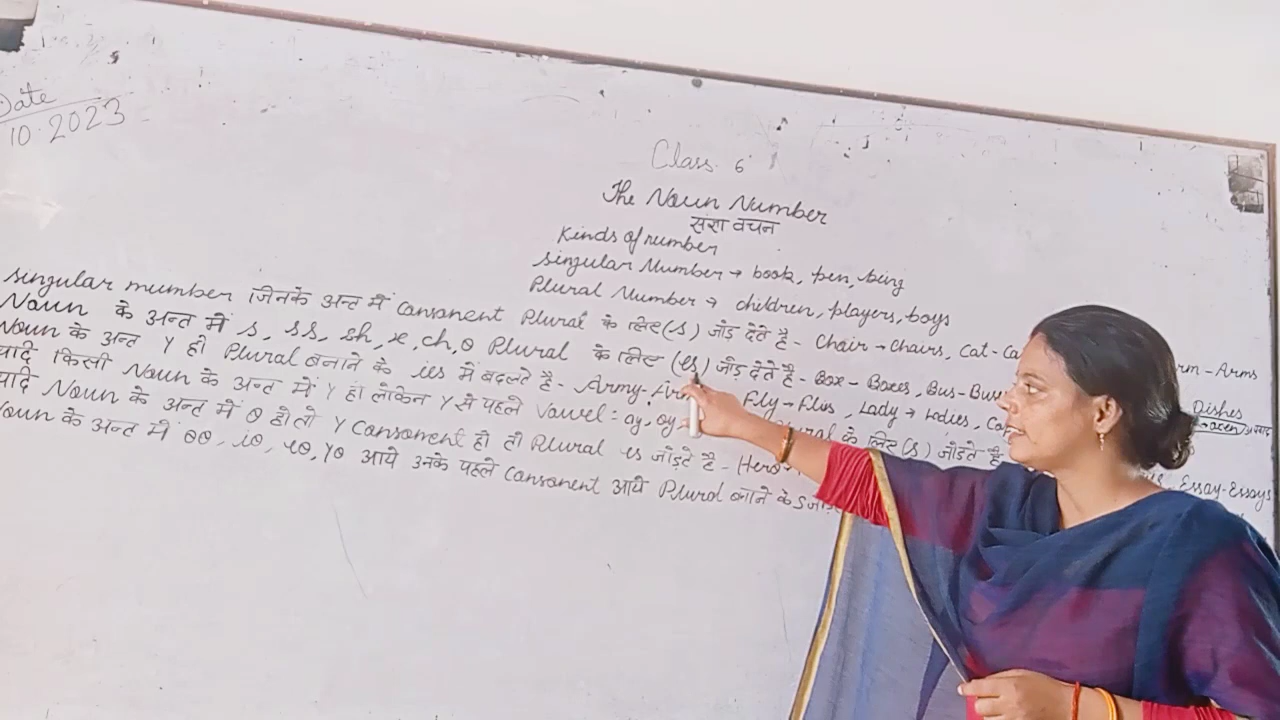 Date
10.2023
Class 6
The Noun Number
संज्ञा वचन
Kinds of number
Singular Number → book, pen, being
Plural Number → children, players, boys
singular number जिनके अन्त में Consonent Plural के लिए (s) जोड़ देते है - Chair → Chairs, Cat-Ca rm - Arms
Noun के अन्त में s, ss, sh, x, ch, o Plural के लिए (es) जोड़ देते है - Box - Boxes, Bus - Bus Dishes
Noun के अन्त Y हो Plural बनाने के ies में बदलते है - Army - Fly → Flies, Lady → Ladies,
यदि किसी Noun के अन्त में Y हो लेकिन Y से पहले Vowel = ay, oy के लिए (s) जोड़ते है Essay - Essays
यदि Noun के अन्त में o हो तो Y Consonent हो तो Plural es जोड़ते है - Hero
Noun के अन्त में oo, io, yo आये उनके पहले Consonent आये Plural बनाने के s